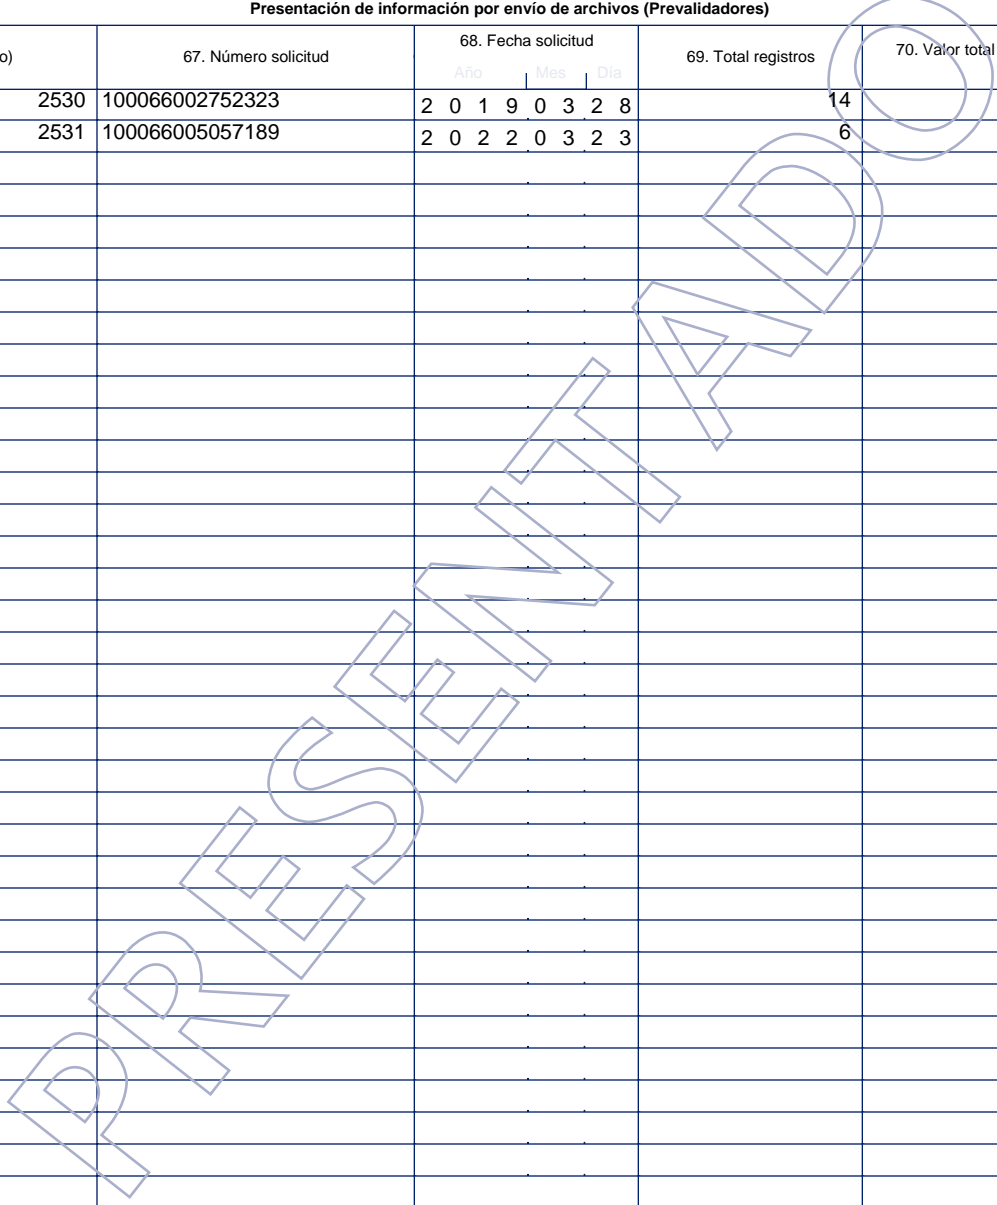 Presentación de información por envío de archivos (Prevalidadores)
o) 67. Número solicitud 68. Fecha solicitud 69. Total registros 70. Valor total
Año Mes Día
2530 100066002752323 2 0 1 9 0 3 2 8 14
2531 100066005057189 2 0 2 2 0 3 2 3 6
PRESENTADO